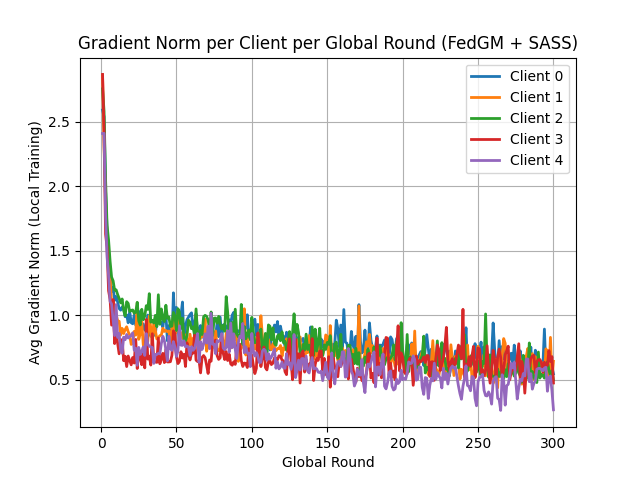 Gradient Norm per Client per Global Round (FedGM + SASS)
Client 0
Client 1
Client 2
Client 3
Client 4
Avg Gradient Norm (Local Training)
2.5
2.0
1.5
1.0
0.5
0 50 100 150 200 250 300
Global Round